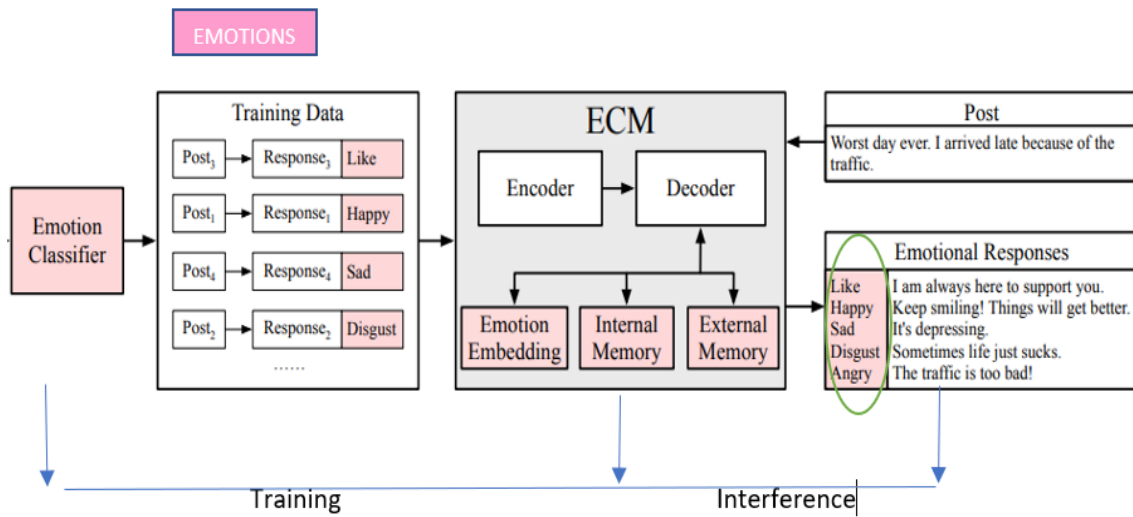 EMOTIONS
Emotion
Classifier
Training Data
Post₃ Response₃ Like
Post₁ Response₁ Happy
Post₄ Response₄ Sad
Post₂ Response₂ Disgust
......
ECM
Encoder
Decoder
Emotion
Embedding
Internal
Memory
External
Memory
Post
Worst day ever. I arrived late because of the
traffic.
Emotional Responses
Like I am always here to support you.
Happy Keep smiling! Things will get better.
Sad It's depressing.
Disgust Sometimes life just sucks.
Angry The traffic is too bad!
Training
Interference